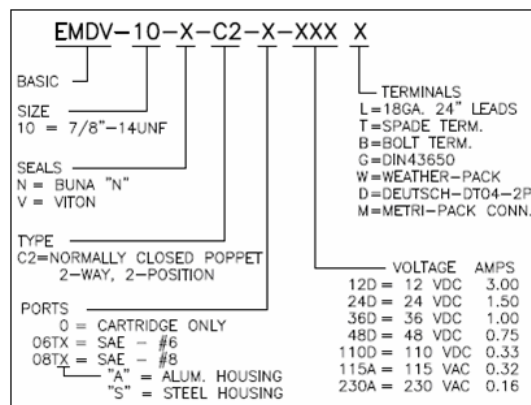 EMDV-10-X-C2-X-XXX X
BASIC
SIZE
10 = 7/8"-14UNF
SEALS
N = BUNA "N"
V = VITON
TYPE
C2=NORMALLY CLOSED POPPET
2-WAY, 2-POSITION
PORTS
0 = CARTRIDGE ONLY
06TX = SAE - #6
08TX = SAE - #8
"A" = ALUM. HOUSING
"S" = STEEL HOUSING
TERMINALS
L=18GA. 24" LEADS
T=SPADE TERM.
B=BOLT TERM.
G=DIN43650
W=WEATHER-PACK
D=DEUTSCH-DT04-2P
M=METRI-PACK CONN.
VOLTAGE AMPS
12D= 12 VDC 3.00
24D= 24 VDC 1.50
36D= 36 VDC 1.00
48D= 48 VDC 0.75
110D= 110 VDC 0.33
115A= 115 VAC 0.32
230A= 230 VAC 0.16